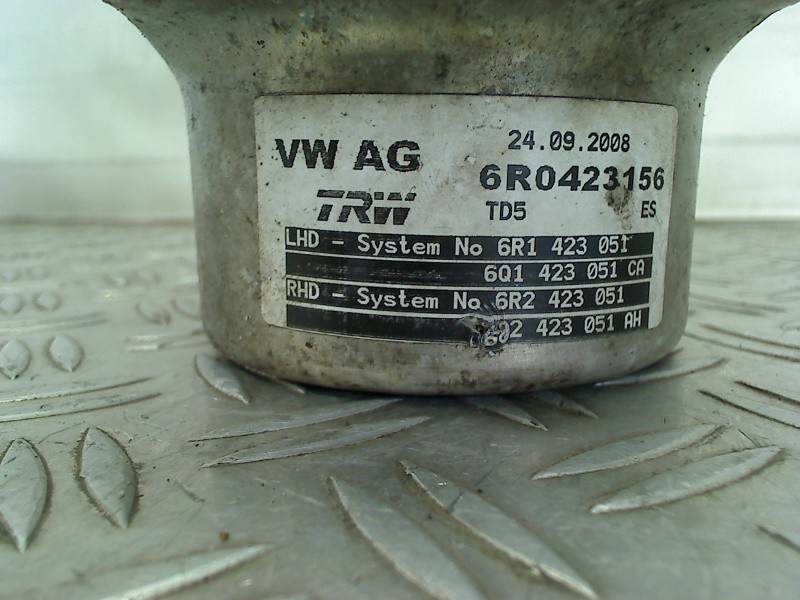 VW AG 24.09.2008
6R0423156
TRW TD5 ES
LHD - System No 6R1 423 051
6Q1 423 051 CA
RHD - System No 6R2 423 051
6Q2 423 051 AH